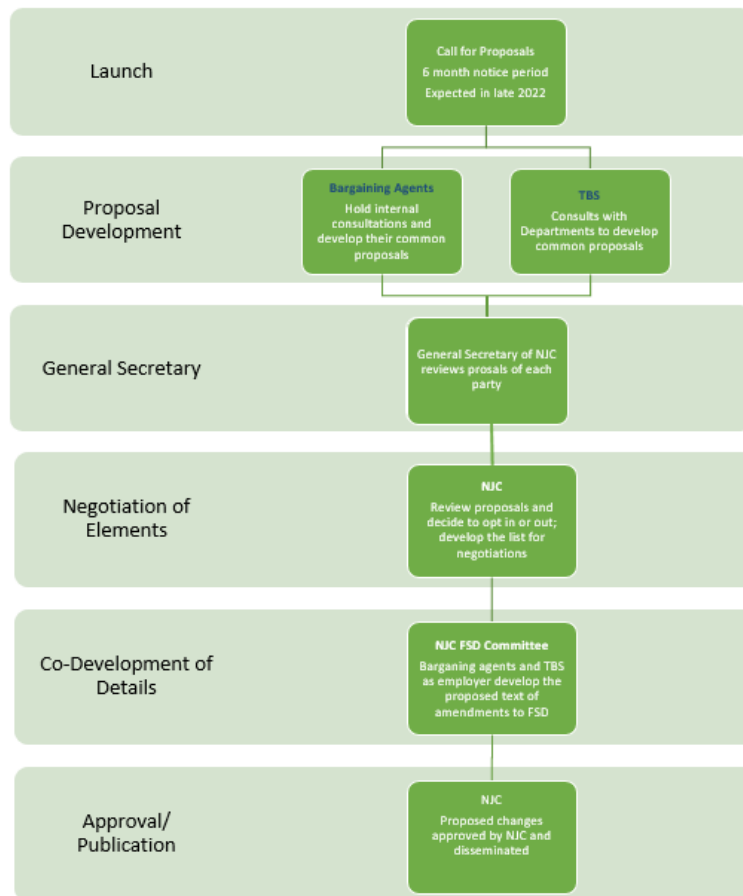 Launch
Call for Proposals
6 month notice period
Expected in late 2022
Proposal
Development
Bargaining Agents
Hold internal
consultations and
develop their common
proposals
TBS
Consults with
Departments to develop
common proposals
General Secretary
General Secretary of NJC
reviews prosals of each
party
Negotiation of
Elements
NJC
Review proposals and
decide to opt in or out;
develop the list for
negotiations
Co-Development of
Details
NJC FSD Committee
Barganing agents and TBS
as employer develop the
proposed text of
amendments to FSD
Approval/
Publication
NJC
Proposed changes
approved by NJC and
disseminated